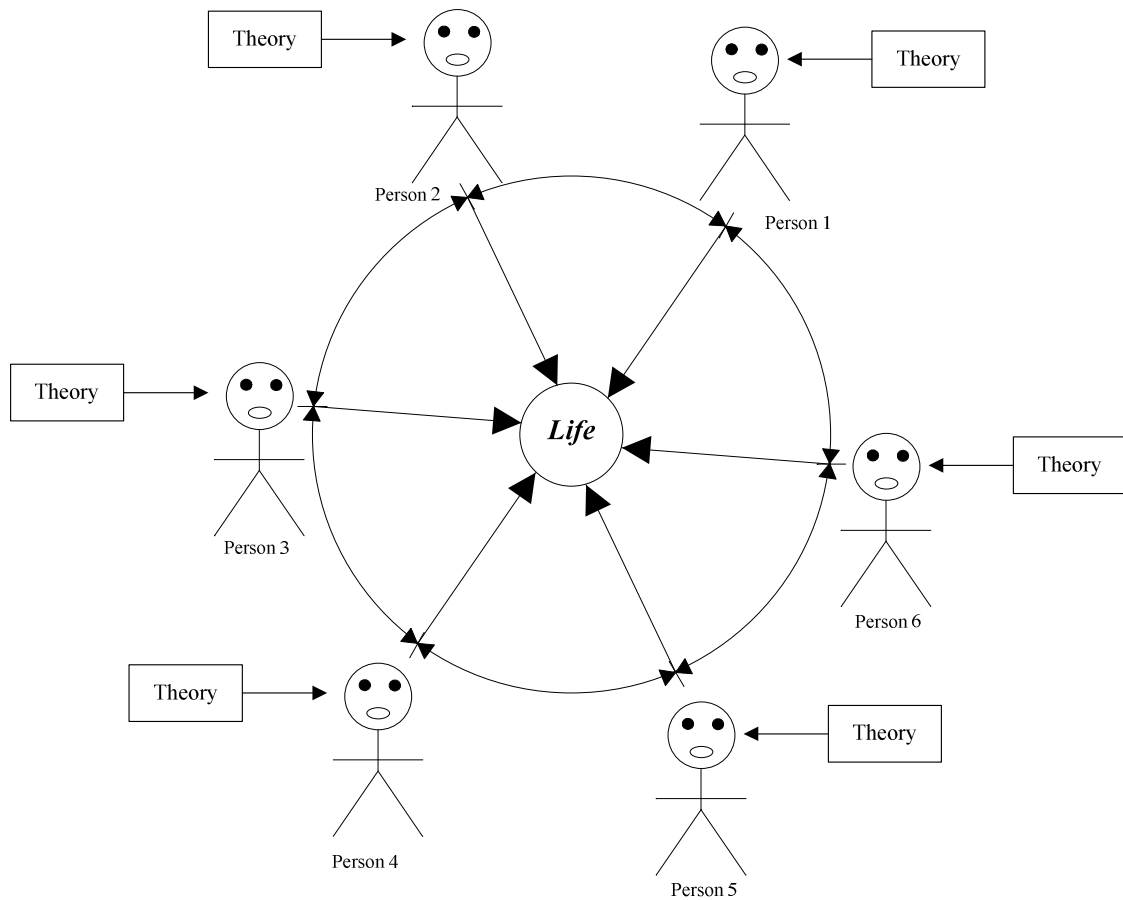 Theory
Theory
Person 2
Person 1
Theory
Life
Theory
Person 3
Person 6
Theory
Theory
Person 4
Person 5